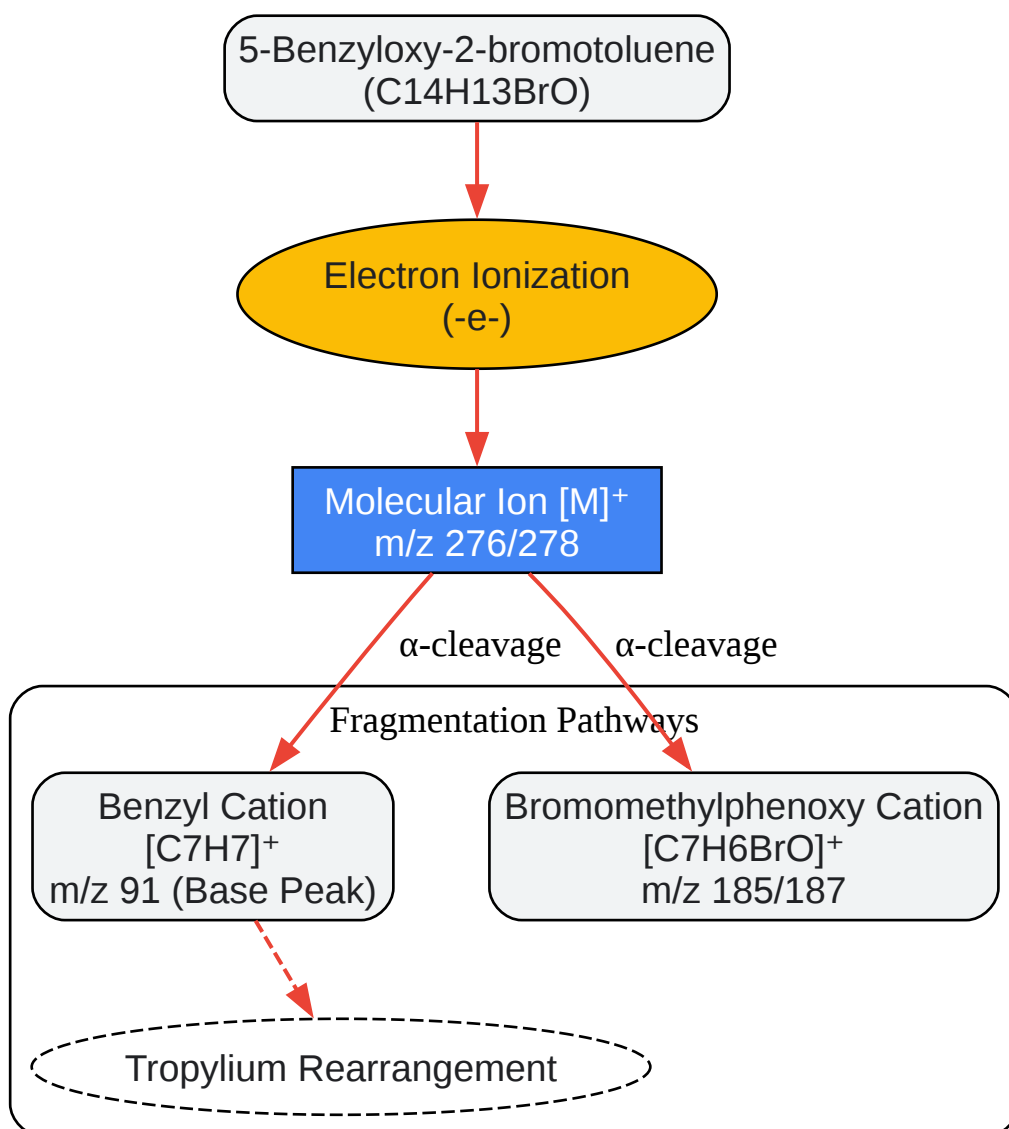 5-Benzyloxy-2-bromotoluene
(C14H13BrO)
Electron Ionization
(-e-)
Molecular Ion [M]⁺
m/z 276/278
α-cleavage
α-cleavage
Fragmentation Pathways
Benzyl Cation
[C7H7]⁺
m/z 91 (Base Peak)
Bromomethylphenoxy Cation
[C7H6BrO]⁺
m/z 185/187
Tropylium Rearrangement